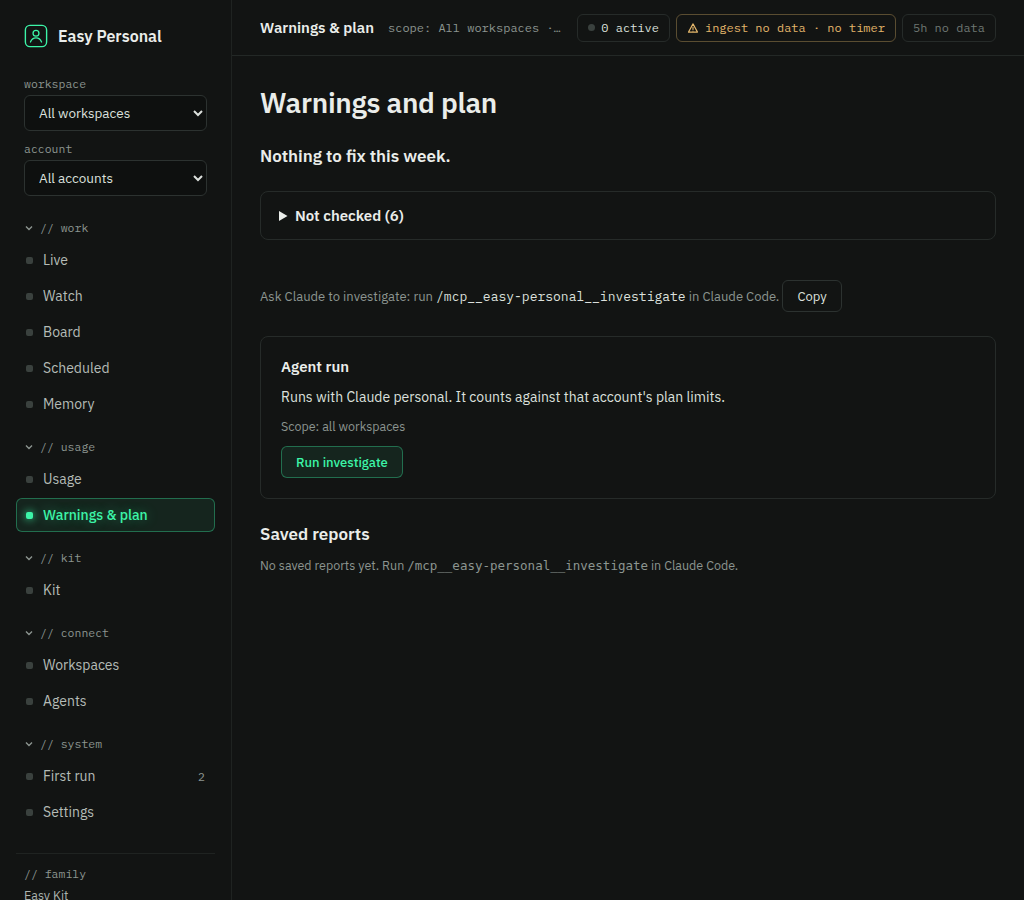 Easy Personal
workspace
All workspaces
account
All accounts
// work
Live
Watch
Board
Scheduled
Memory
// usage
Usage
Warnings & plan
// kit
Kit
// connect
Workspaces
Agents
// system
First run 2
Settings
// family
Easy Kit
Warnings & plan scope: All workspaces ·… 0 active ingest no data · no timer 5h no data
Warnings and plan
Nothing to fix this week.
Not checked (6)
Ask Claude to investigate: run /mcp__easy-personal__investigate in Claude Code. Copy
Agent run
Runs with Claude personal. It counts against that account's plan limits.
Scope: all workspaces
Run investigate
Saved reports
No saved reports yet. Run /mcp__easy-personal__investigate in Claude Code.